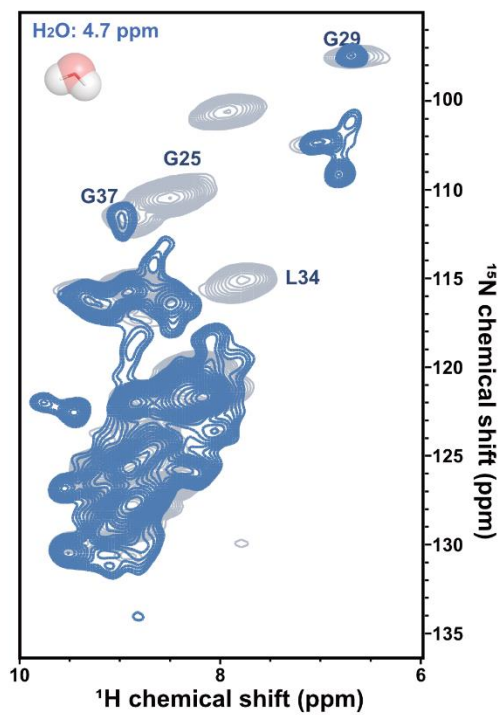 H₂O: 4.7 ppm
G29
100
G25
G37
110
115
L34
120
125
130
135
¹⁵N chemical shift (ppm)
10
8
6
¹H chemical shift (ppm)